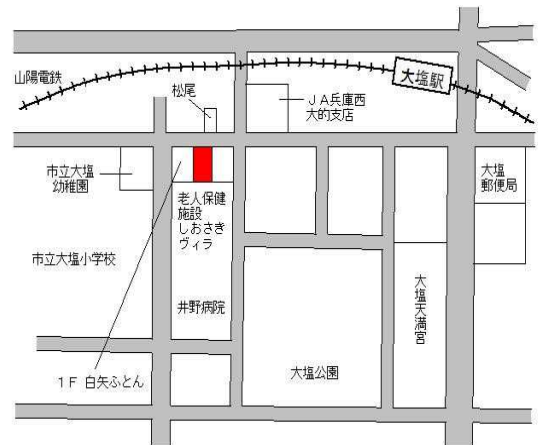 山陽電鉄
松尾
大塩駅
ＪＡ兵庫西
大的支店
市立大塩
幼稚園
大塩
郵便局
老人保健
施設
しおさき
ヴィラ
市立大塩小学校
井野病院
大塩天満宮
大塩公園
１Ｆ 白矢ふとん